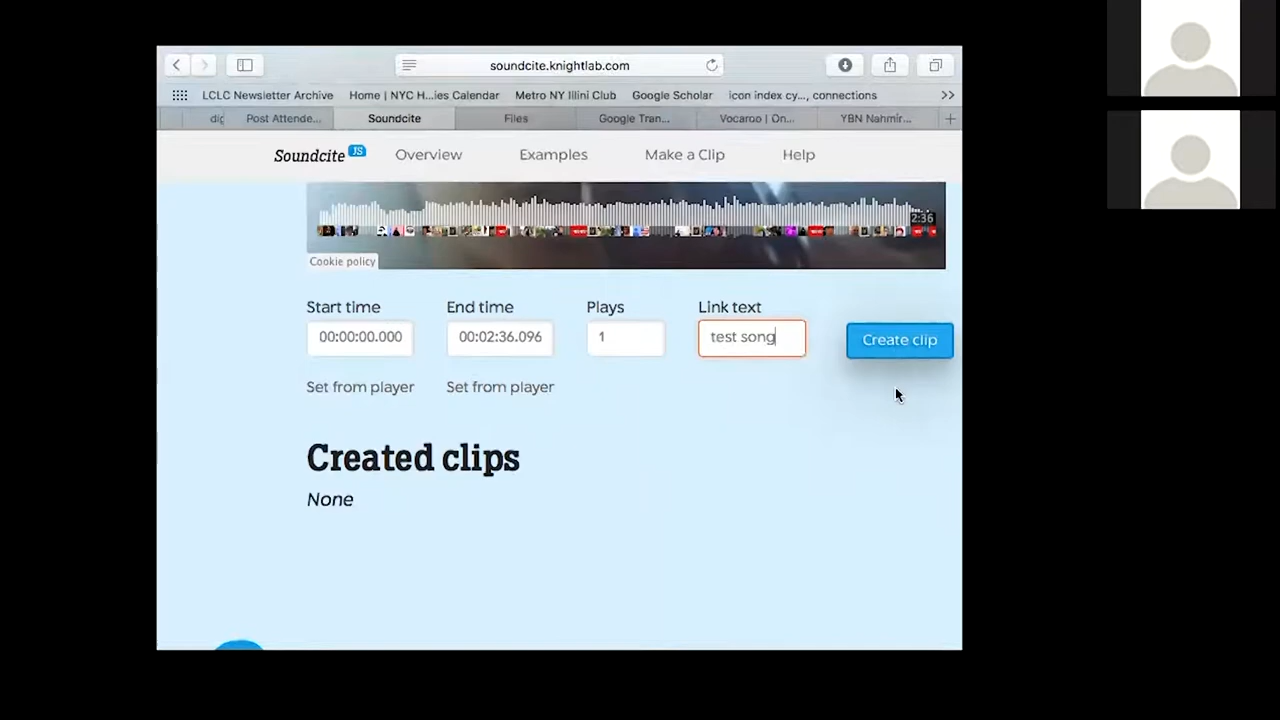 soundcite.knightlab.com
LCLC Newsletter Archive Home | NYC H...ies Calendar Metro NY Illini Club Google Scholar icon index cy..., connections >>
dig Post Attende... Soundcite Files Google Tran... Vocaroo | On... YBN Nahmir... +
Soundcite JS Overview Examples Make a Clip Help
2:36
Cookie policy
Start time End time Plays Link text
00:00:00.000 00:02:36.096 1 test song Create clip
Set from player Set from player
Created clips
None